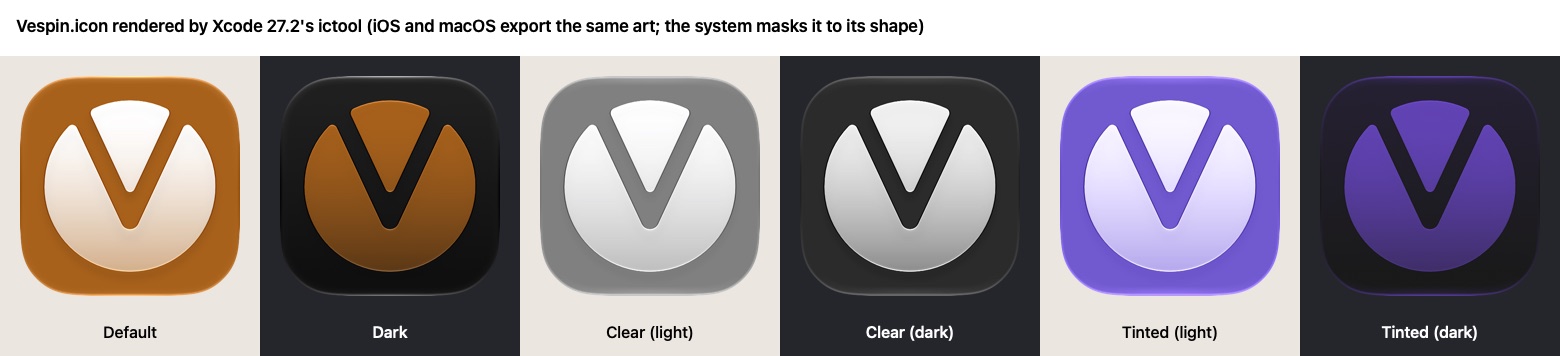 Vespin.icon rendered by Xcode 27.2's ictool (iOS and macOS export the same art; the system masks it to its shape)
Default
Dark
Clear (light)
Clear (dark)
Tinted (light)
Tinted (dark)